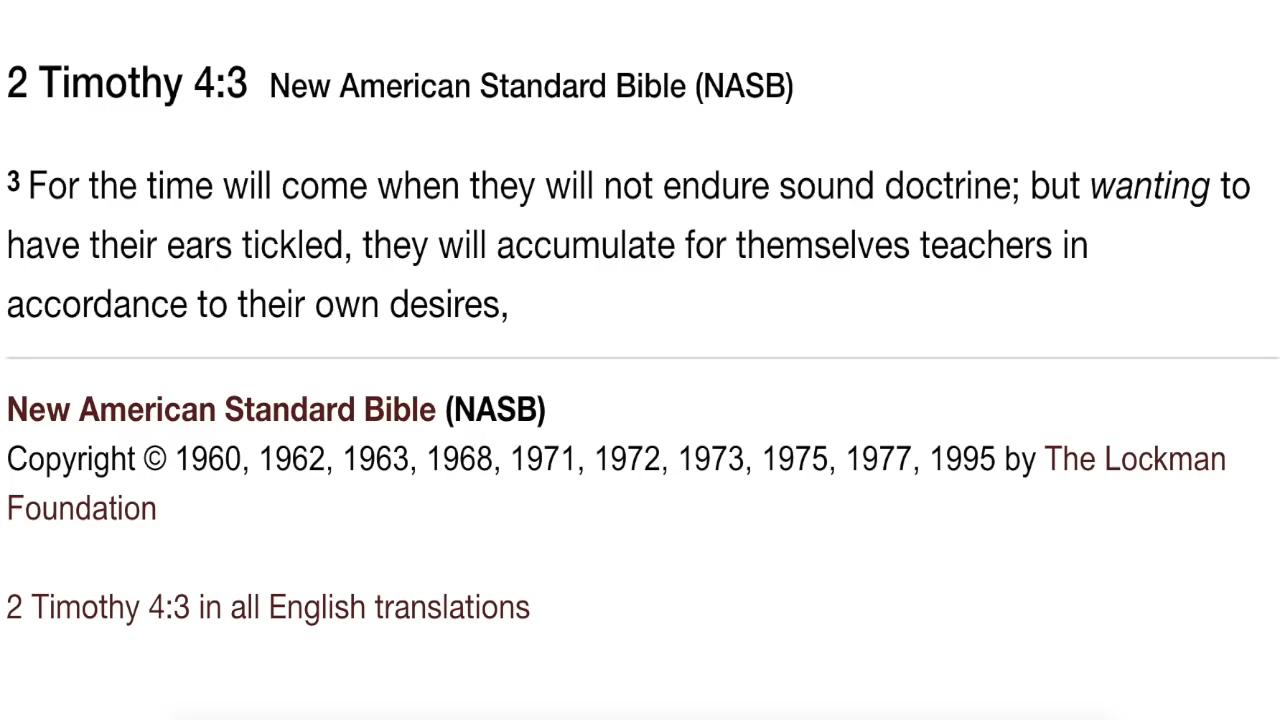 2 Timothy 4:3 New American Standard Bible (NASB)
3 For the time will come when they will not endure sound doctrine; but wanting to
have their ears tickled, they will accumulate for themselves teachers in
accordance to their own desires,
New American Standard Bible (NASB)
Copyright © 1960, 1962, 1963, 1968, 1971, 1972, 1973, 1975, 1977, 1995 by The Lockman
Foundation
2 Timothy 4:3 in all English translations